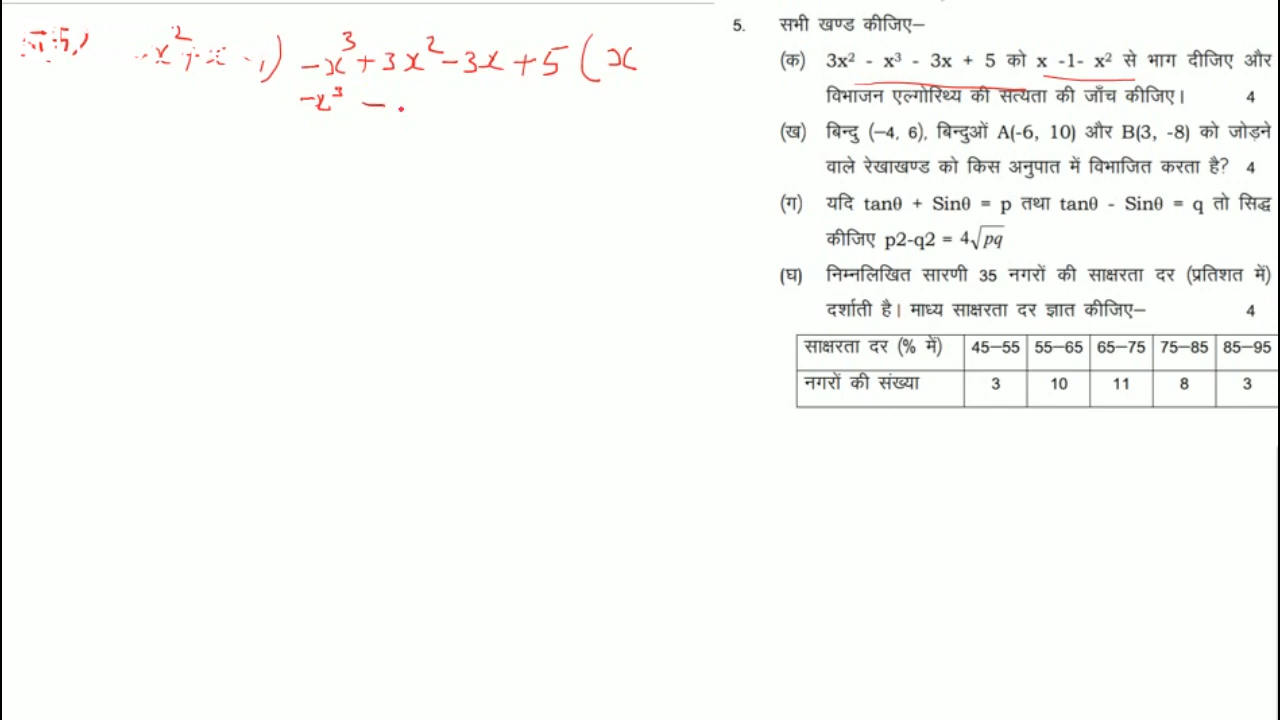 -x² + x - 1) -x³ + 3x² - 3x + 5 (x
-x³ -
5. सभी खण्ड कीजिए–
(क) 3x² - x³ - 3x + 5 को x -1- x² से भाग दीजिए और
विभाजन एल्गोरिथ्य की सत्यता की जाँच कीजिए। 4
(ख) बिन्दु (–4, 6), बिन्दुओं A(-6, 10) और B(3, -8) को जोड़ने
वाले रेखाखण्ड को किस अनुपात में विभाजित करता है? 4
(ग) यदि tanθ + Sinθ = p तथा tanθ - Sinθ = q तो सिद्ध
कीजिए p2-q2 = 4√pq
(घ) निम्नलिखित सारणी 35 नगरों की साक्षरता दर (प्रतिशत में)
दर्शाती है। माध्य साक्षरता दर ज्ञात कीजिए– 4
साक्षरता दर (% में) 45–55 55–65 65–75 75–85 85–95
नगरों की संख्या 3 10 11 8 3